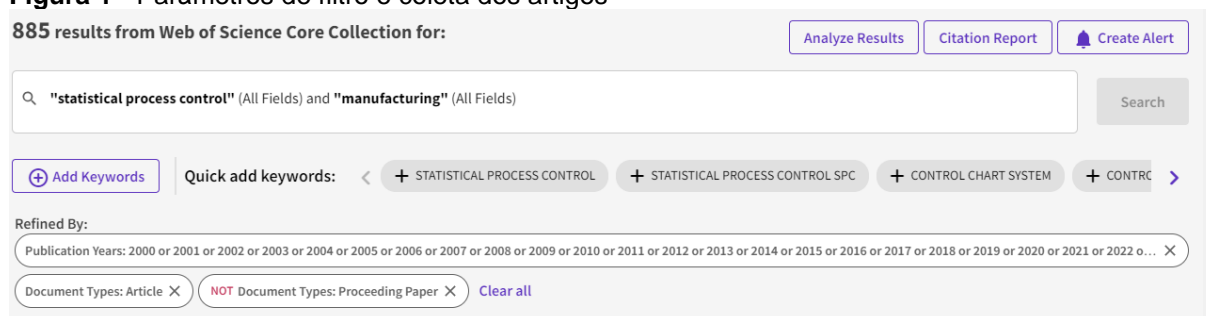 Figura 1 - Parâmetros de filtro e coleta dos artigos
885 results from Web of Science Core Collection for:
Analyze Results
Citation Report
Create Alert
"statistical process control" (All Fields) and "manufacturing" (All Fields)
Search
Add Keywords
Quick add keywords:
+ STATISTICAL PROCESS CONTROL
+ STATISTICAL PROCESS CONTROL SPC
+ CONTROL CHART SYSTEM
+ CONTRC
Refined By:
Publication Years: 2000 or 2001 or 2002 or 2003 or 2004 or 2005 or 2006 or 2007 or 2008 or 2009 or 2010 or 2011 or 2012 or 2013 or 2014 or 2015 or 2016 or 2017 or 2018 or 2019 or 2020 or 2021 or 2022 o...
Document Types: Article
NOT Document Types: Proceeding Paper
Clear all